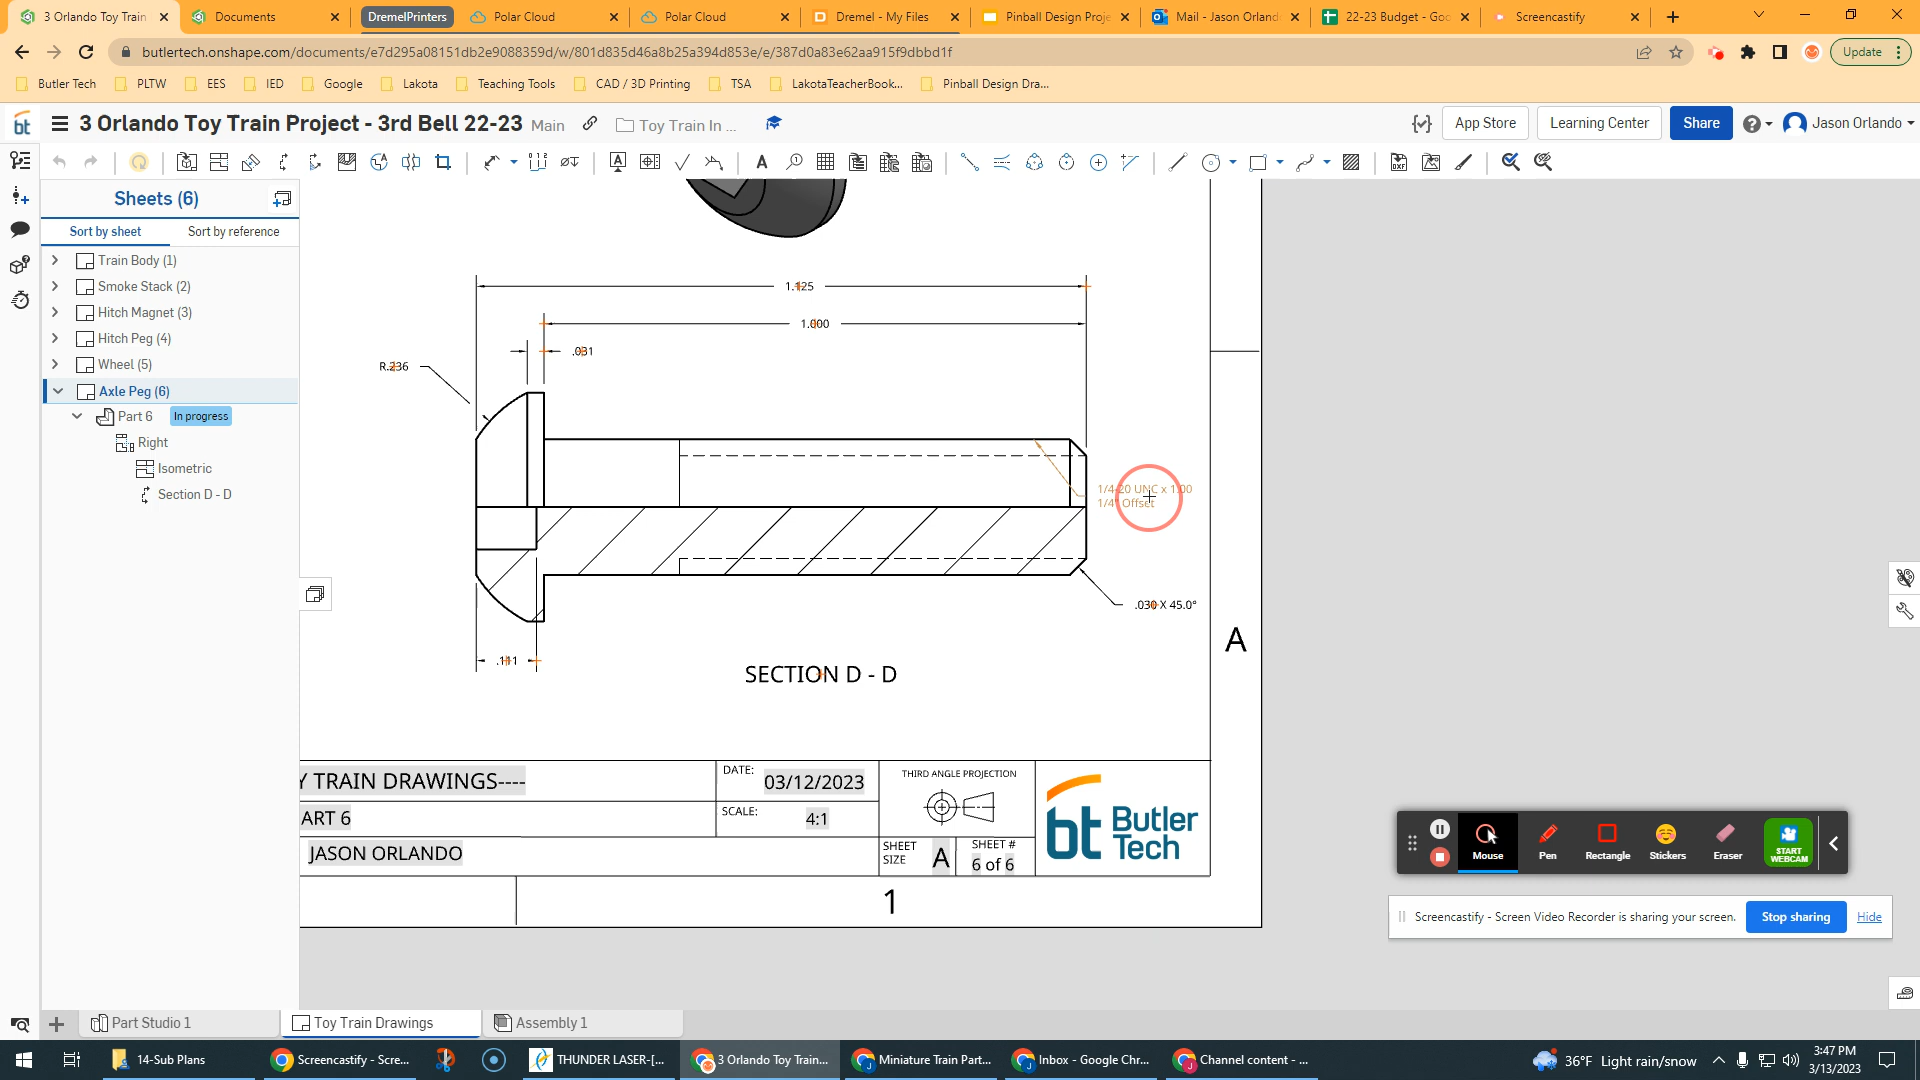 3 Orlando Toy Train
Documents
DremelPrinters
Polar Cloud
Polar Cloud
Dremel - My Files
Pinball Design Proje
Mail - Jason Orland
22-23 Budget - Goo
Screencastify
butlertech.onshape.com/documents/e7d295a08151db2e9088359d/w/801d835d46a8b25a394d853e/e/387d0a83e62aa915f9dbbd1f
Update
Butler Tech
PLTW
EES
IED
Google
Lakota
Teaching Tools
CAD / 3D Printing
TSA
LakotaTeacherBook...
Pinball Design Dra...
bt
3 Orlando Toy Train Project - 3rd Bell 22-23
Main
Toy Train In ...
App Store
Learning Center
Share
Jason Orlando
Sheets (6)
Sort by sheet
Sort by reference
Train Body (1)
Smoke Stack (2)
Hitch Magnet (3)
Hitch Peg (4)
Wheel (5)
Axle Peg (6)
Part 6
In progress
Right
Isometric
Section D - D
1.125
1.000
.031
R.236
1/4-20 UNC x 1.00
1/4" Offset
.030 X 45.0°
.111
SECTION D - D
A
Y TRAIN DRAWINGS----
DATE:
03/12/2023
THIRD ANGLE PROJECTION
ART 6
SCALE:
4:1
bt Butler Tech
JASON ORLANDO
SHEET SIZE
A
SHEET #
6 of 6
1
Mouse
Pen
Rectangle
Stickers
Eraser
START WEBCAM
Screencastify - Screen Video Recorder is sharing your screen.
Stop sharing
Hide
Part Studio 1
Toy Train Drawings
Assembly 1
14-Sub Plans
Screencastify - Scre...
THUNDER LASER-[...
3 Orlando Toy Train...
Miniature Train Part...
Inbox - Google Chr...
Channel content - ...
36°F Light rain/snow
3:47 PM
3/13/2023